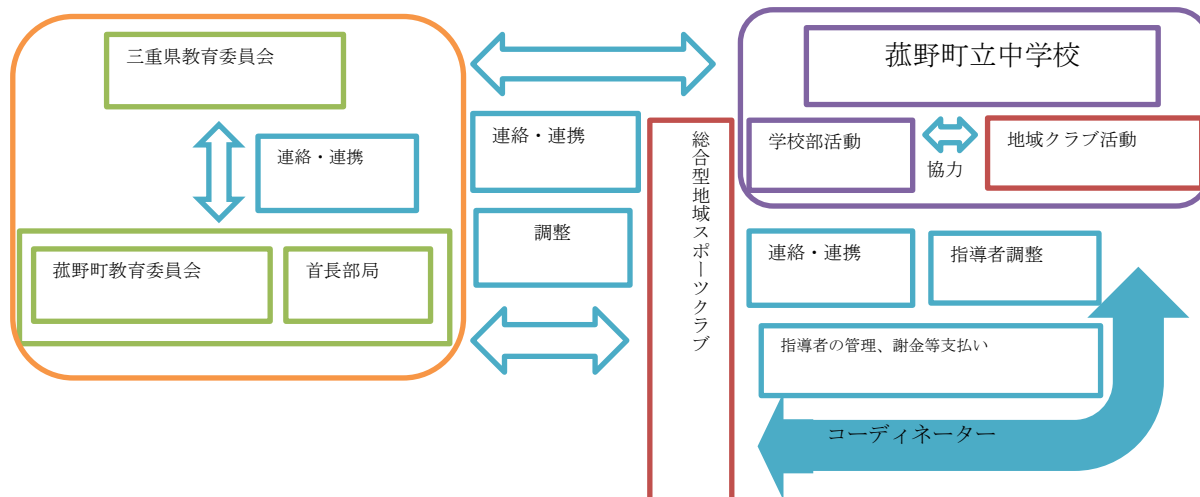 三重県教育委員会
連絡・連携
菰野町教育委員会
首長部局
連絡・連携
調整
総合型地域スポーツクラブ
菰野町立中学校
学校部活動
協力
地域クラブ活動
連絡・連携
指導者調整
指導者の管理、謝金等支払い
コーディネーター